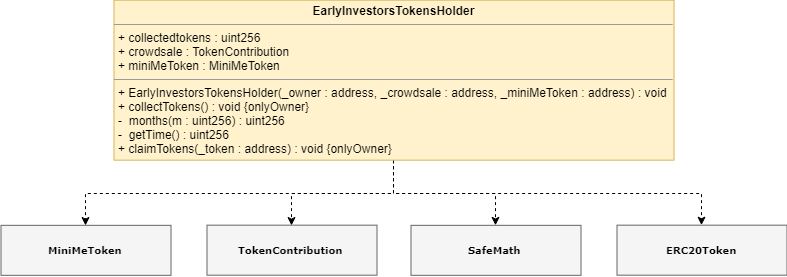 EarlyInvestorsTokensHolder
+ collectedtokens : uint256
+ crowdsale : TokenContribution
+ miniMeToken : MiniMeToken
+ EarlyInvestorsTokensHolder(_owner : address, _crowdsale : address, _miniMeToken : address) : void
+ collectTokens() : void {onlyOwner}
- months(m : uint256) : uint256
- getTime() : uint256
+ claimTokens(_token : address) : void {onlyOwner}
MiniMeToken
TokenContribution
SafeMath
ERC20Token